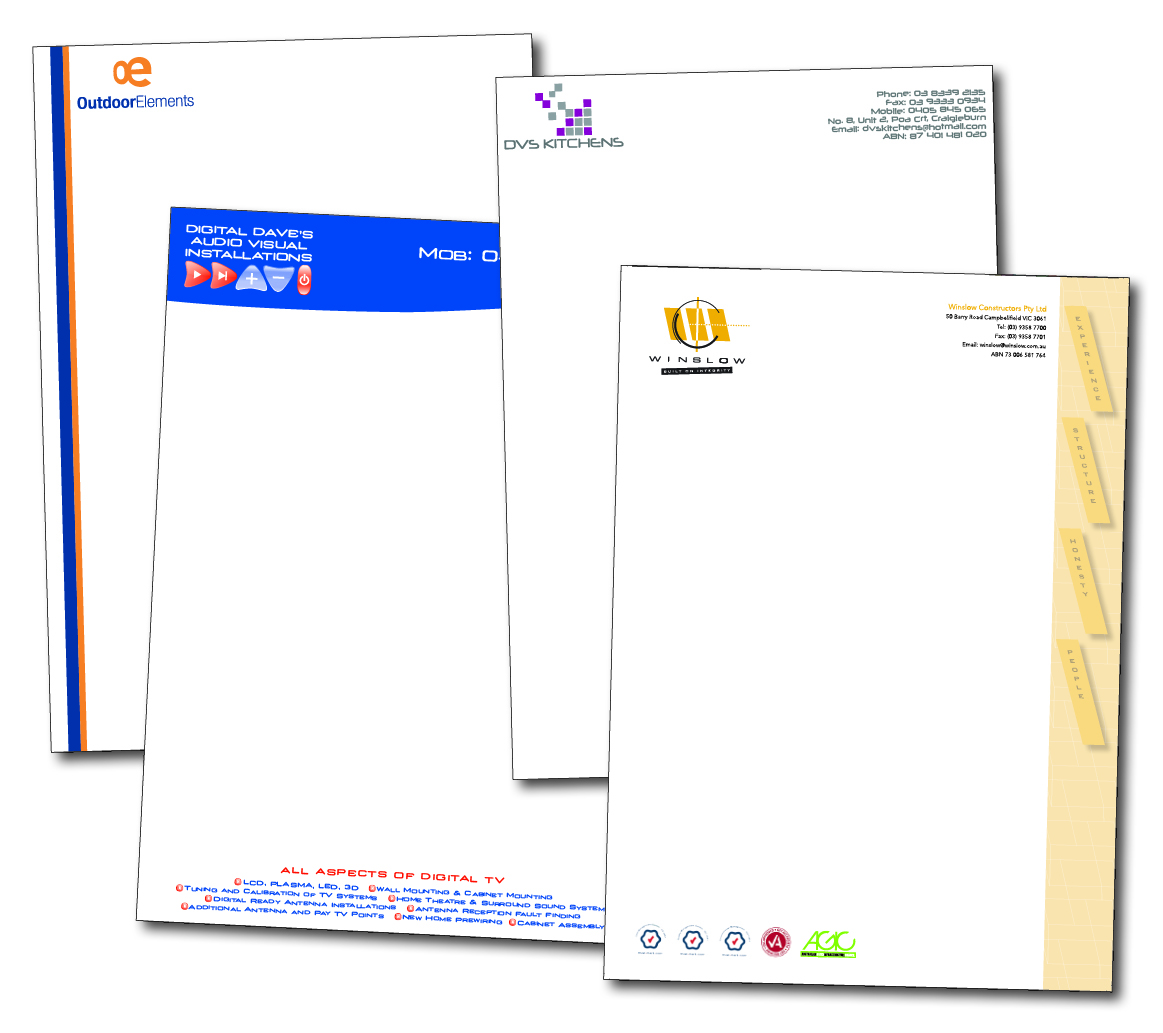 oe
OutdoorElements
DVS KITCHENS
Phone: 03 8339 2135
Fax: 03 9333 0934
Mobile: 0405 845 065
No. 8, Unit 2, Poa Crt, Craigieburn
Email: dvskitchens@hotmail.com
ABN: 87 401 481 020
DIGITAL DAVE'S
AUDIO VISUAL
INSTALLATIONS
MOB: 0
ALL ASPECTS OF DIGITAL TV
LCD, PLASMA, LED, 3D WALL MOUNTING & CABINET MOUNTING
TUNING AND CALIBRATION OF TV SYSTEMS HOME THEATRE & SURROUND SOUND SYSTEM
DIGITAL READY ANTENNA INSTALLATIONS ANTENNA RECEPTION FAULT FINDING
ADDITIONAL ANTENNA AND PAY TV POINTS NEW HOME PREWIRING CABINET ASSEMBLY
WINSLOW
BUILT ON INTEGRITY
Winslow Constructors Pty Ltd
50 Barry Road Campbellfield VIC 3061
Tel: (03) 9358 7700
Fax: (03) 9358 7701
Email: winslow@winslow.com.au
ABN 73 006 581 764
EXPERIENCE
STRUCTURE
HONESTY
PEOPLE
AGIC